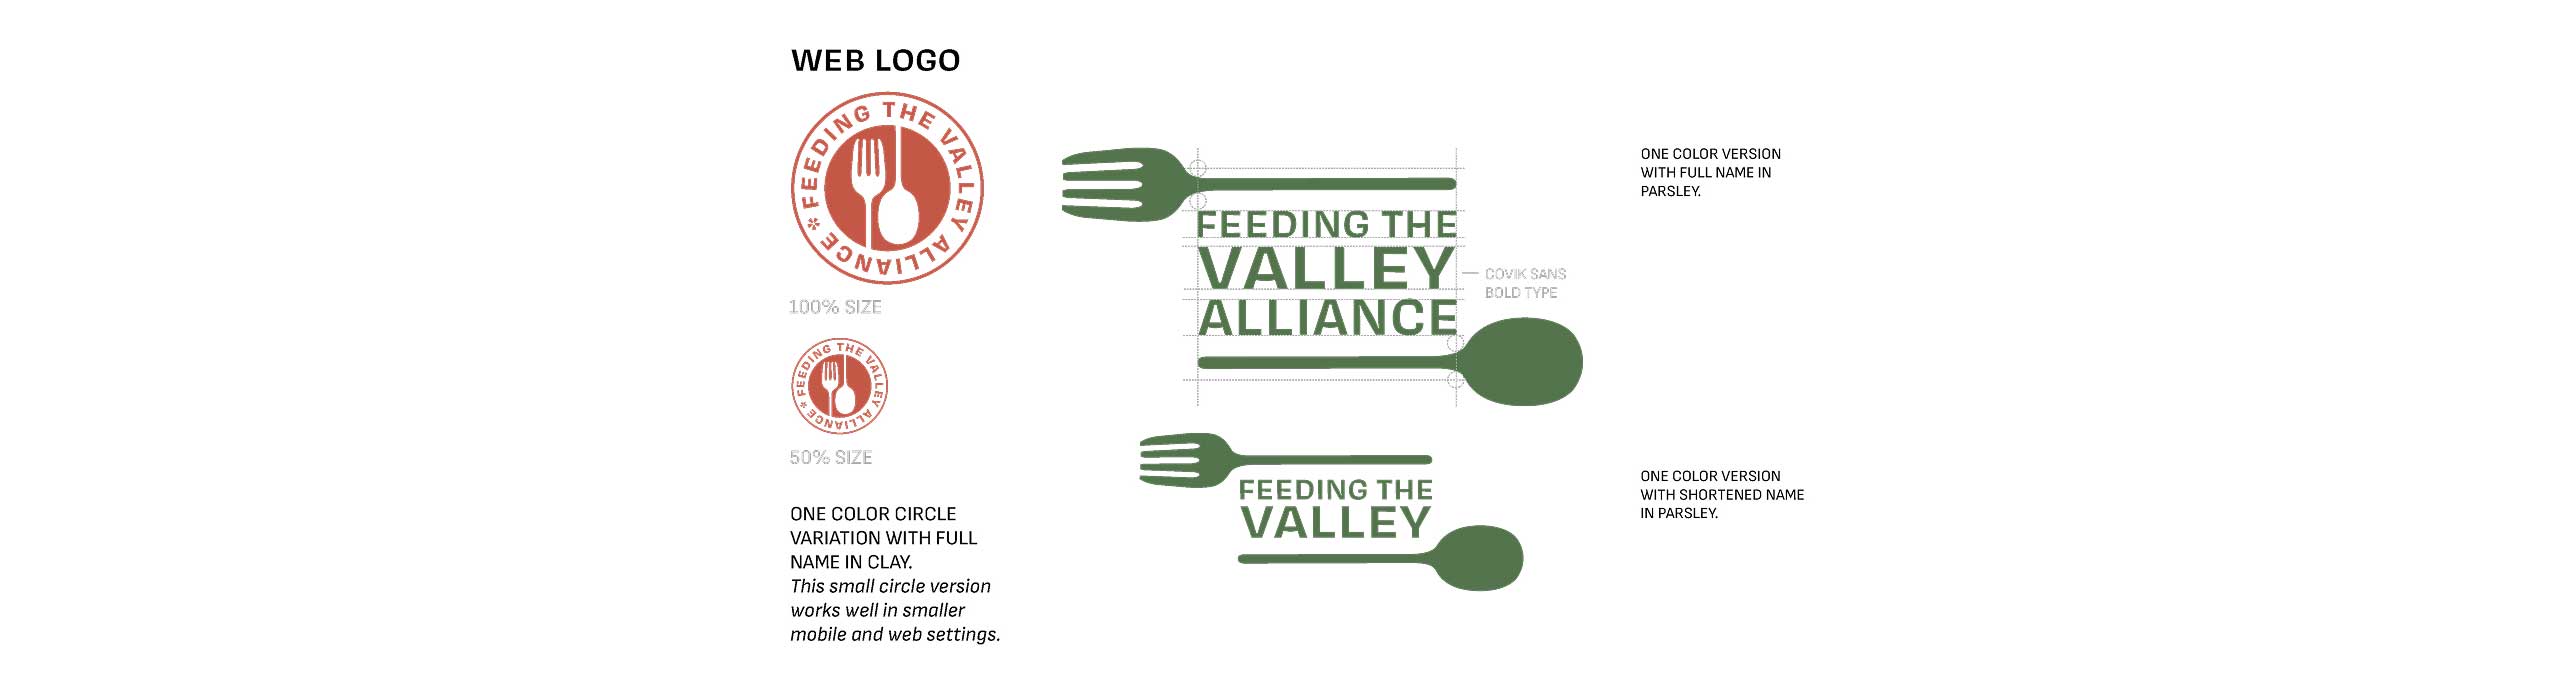 WEB LOGO
FEEDING THE VALLEY ALLIANCE *
100% SIZE
FEEDING THE VALLEY ALLIANCE *
50% SIZE
ONE COLOR CIRCLE
VARIATION WITH FULL
NAME IN CLAY.
This small circle version
works well in smaller
mobile and web settings.
FEEDING THE
VALLEY
ALLIANCE
COVIK SANS
BOLD TYPE
FEEDING THE
VALLEY
ONE COLOR VERSION
WITH FULL NAME IN
PARSLEY.
ONE COLOR VERSION
WITH SHORTENED NAME
IN PARSLEY.